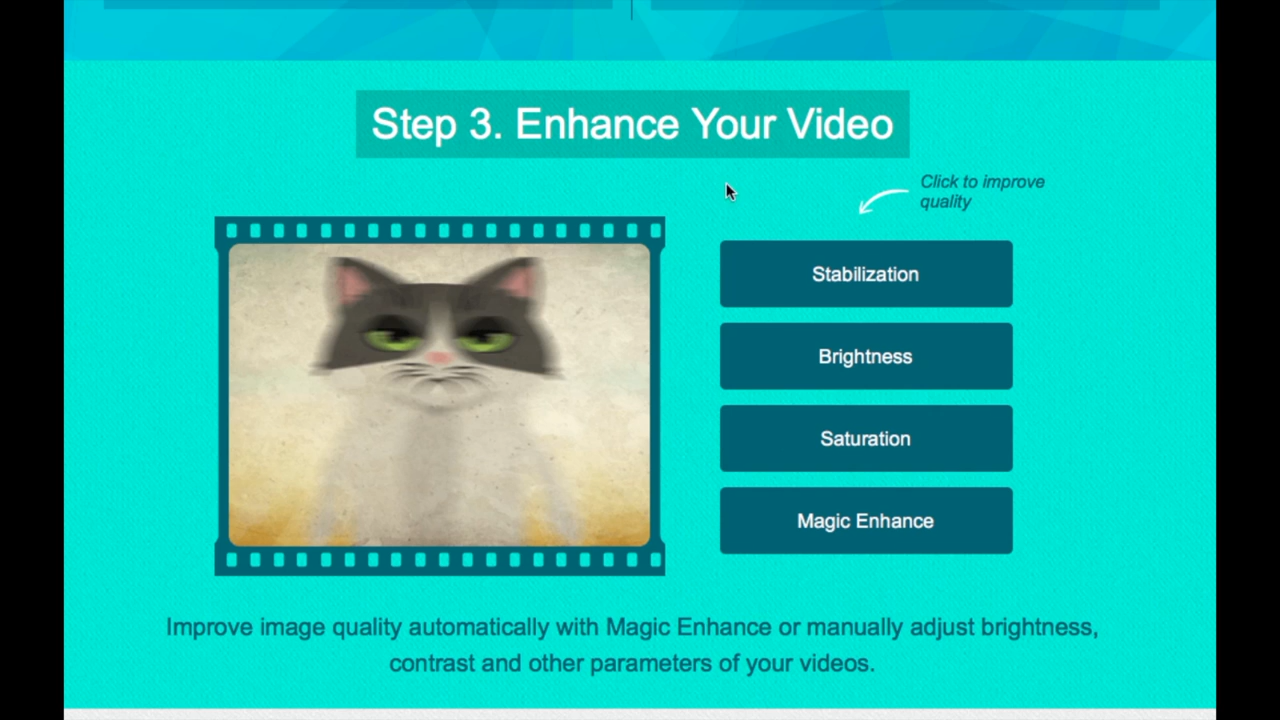 Step 3. Enhance Your Video
Click to improve
quality
Stabilization
Brightness
Saturation
Magic Enhance
Improve image quality automatically with Magic Enhance or manually adjust brightness,
contrast and other parameters of your videos.